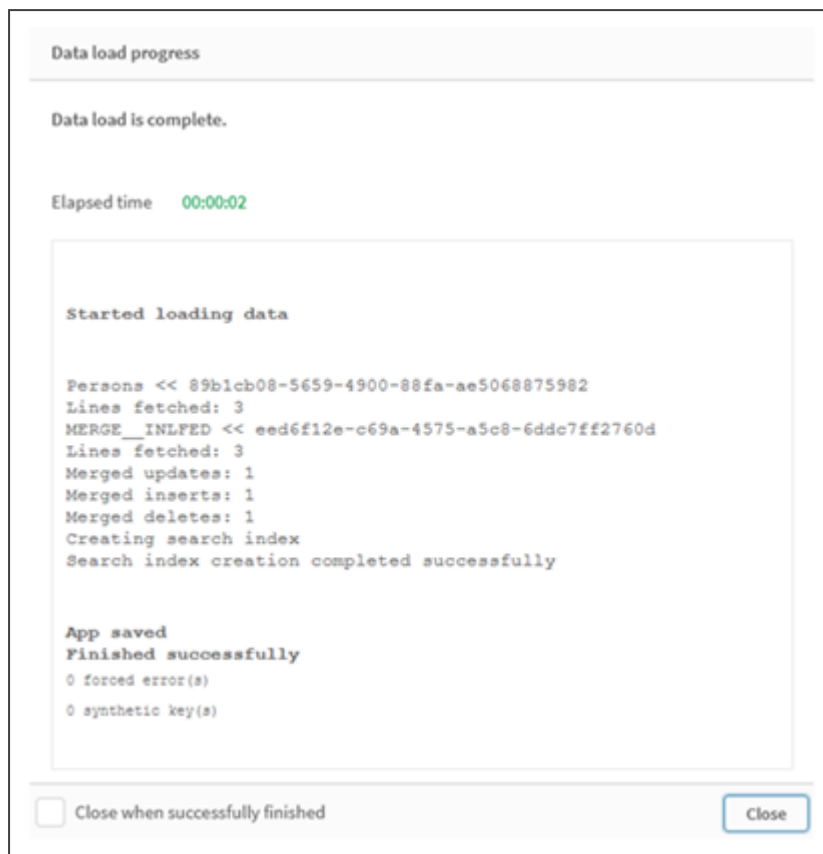 Data load progress
Data load is complete.
Elapsed time 00:00:02
Started loading data
Persons << 89b1cb08-5659-4900-88fa-ae5068875982
Lines fetched: 3
MERGE__INLFED << eed6f12e-c69a-4575-a5c8-6ddc7ff2760d
Lines fetched: 3
Merged updates: 1
Merged inserts: 1
Merged deletes: 1
Creating search index
Search index creation completed successfully
App saved
Finished successfully
0 forced error(s)
0 synthetic key(s)
Close when successfully finished
Close